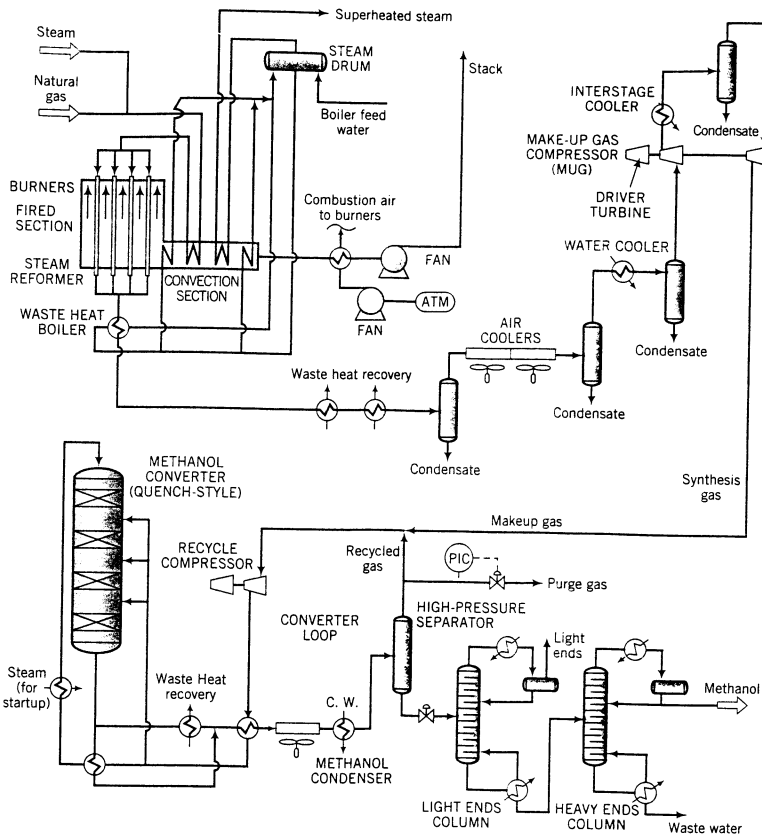 Superheated steam
Steam
STEAM
DRUM
Stack
Natural
gas
Boiler feed
water
INTERSTAGE
COOLER
Condensate
MAKE-UP GAS
COMPRESSOR
(MUG)
DRIVER
TURBINE
BURNERS
FIRED
SECTION
Combustion air
to burners
WATER COOLER
STEAM
REFORMER
CONVECTION
SECTION
FAN
WASTE HEAT
BOILER
ATM
FAN
AIR
COOLERS
Condensate
Waste heat recovery
Condensate
Condensate
METHANOL
CONVERTER
(QUENCH-STYLE)
Synthesis
gas
Makeup gas
RECYCLE
COMPRESSOR
Recycled
gas
PIC
Purge gas
CONVERTER
LOOP
HIGH-PRESSURE
SEPARATOR
Light
ends
Steam
(for
startup)
Waste Heat
recovery
C. W.
Methanol
METHANOL
CONDENSER
LIGHT ENDS
COLUMN
HEAVY ENDS
COLUMN
Waste water